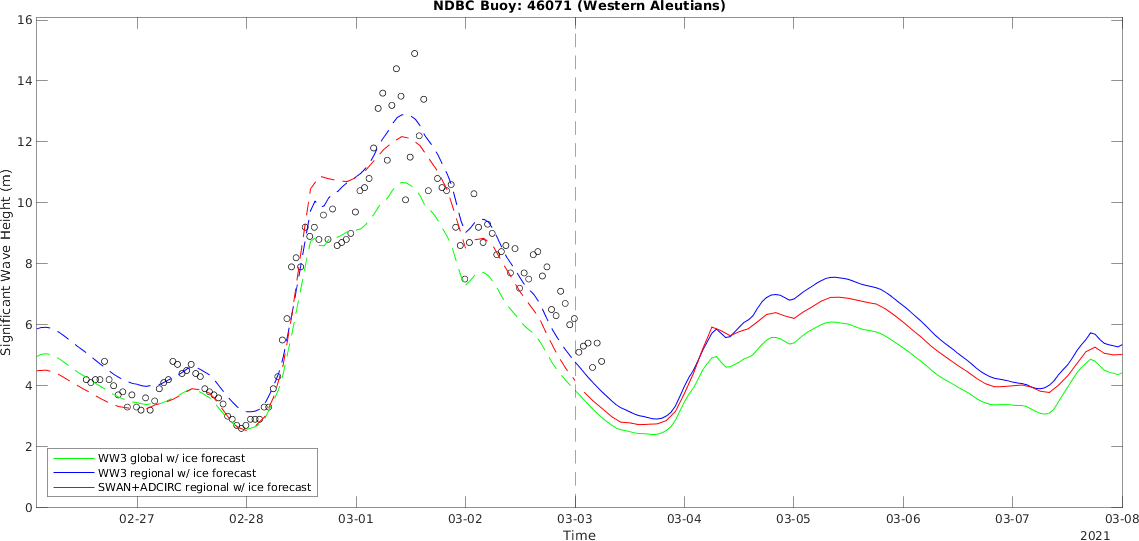 NDBC Buoy: 46071 (Western Aleutians)
16
14
12
10
8
6
4
2
0
Significant Wave Height (m)
WW3 global w/ ice forecast
WW3 regional w/ ice forecast
SWAN+ADCIRC regional w/ ice forecast
02-27 02-28 03-01 03-02 03-03 03-04 03-05 03-06 03-07 03-08
Time
2021